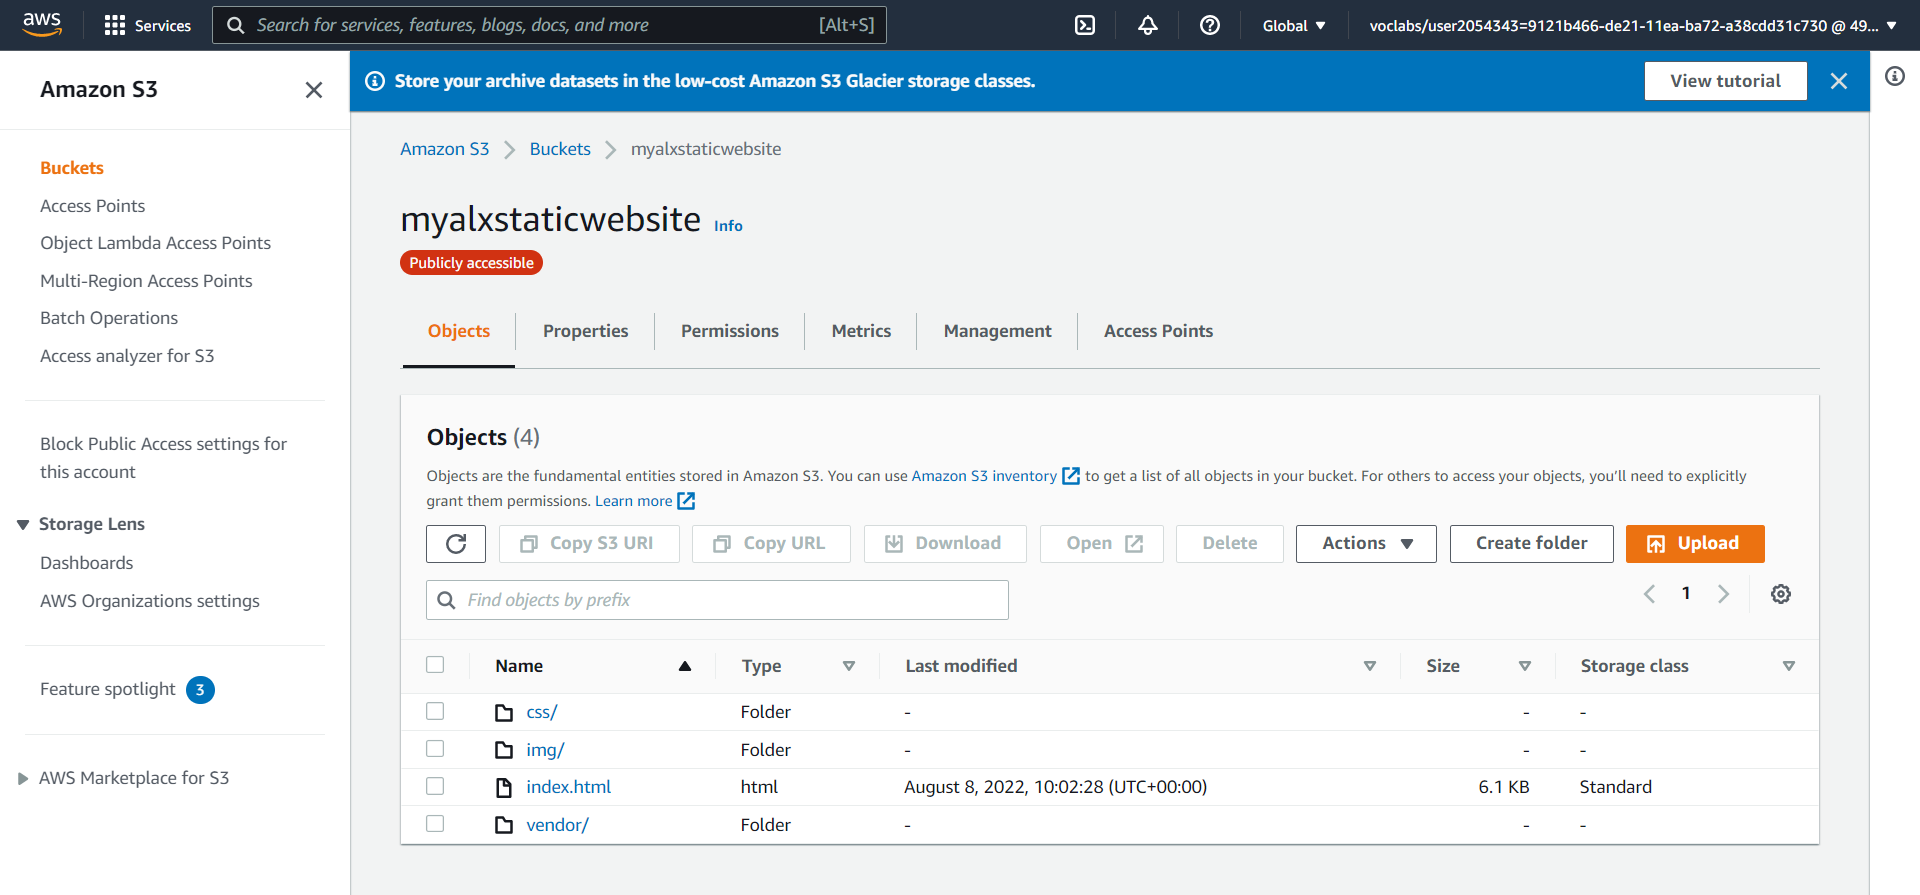 aws
Services
Search for services, features, blogs, docs, and more
[Alt+S]
Global
voclabs/user2054343=9121b466-de21-11ea-ba72-a38cdd31c730 @ 49...
Amazon S3
Buckets
Access Points
Object Lambda Access Points
Multi-Region Access Points
Batch Operations
Access analyzer for S3
Block Public Access settings for
this account
Storage Lens
Dashboards
AWS Organizations settings
Feature spotlight 3
AWS Marketplace for S3
Store your archive datasets in the low-cost Amazon S3 Glacier storage classes.
View tutorial
Amazon S3 Buckets myalxstaticwebsite
myalxstaticwebsite Info
Publicly accessible
Objects Properties Permissions Metrics Management Access Points
Objects (4)
Objects are the fundamental entities stored in Amazon S3. You can use Amazon S3 inventory to get a list of all objects in your bucket. For others to access your objects, you'll need to explicitly
grant them permissions. Learn more
Copy S3 URI Copy URL Download Open Delete Actions Create folder Upload
Find objects by prefix
1
Name Type Last modified Size Storage class
css/ Folder - - -
img/ Folder - - -
index.html html August 8, 2022, 10:02:28 (UTC+00:00) 6.1 KB Standard
vendor/ Folder - - -